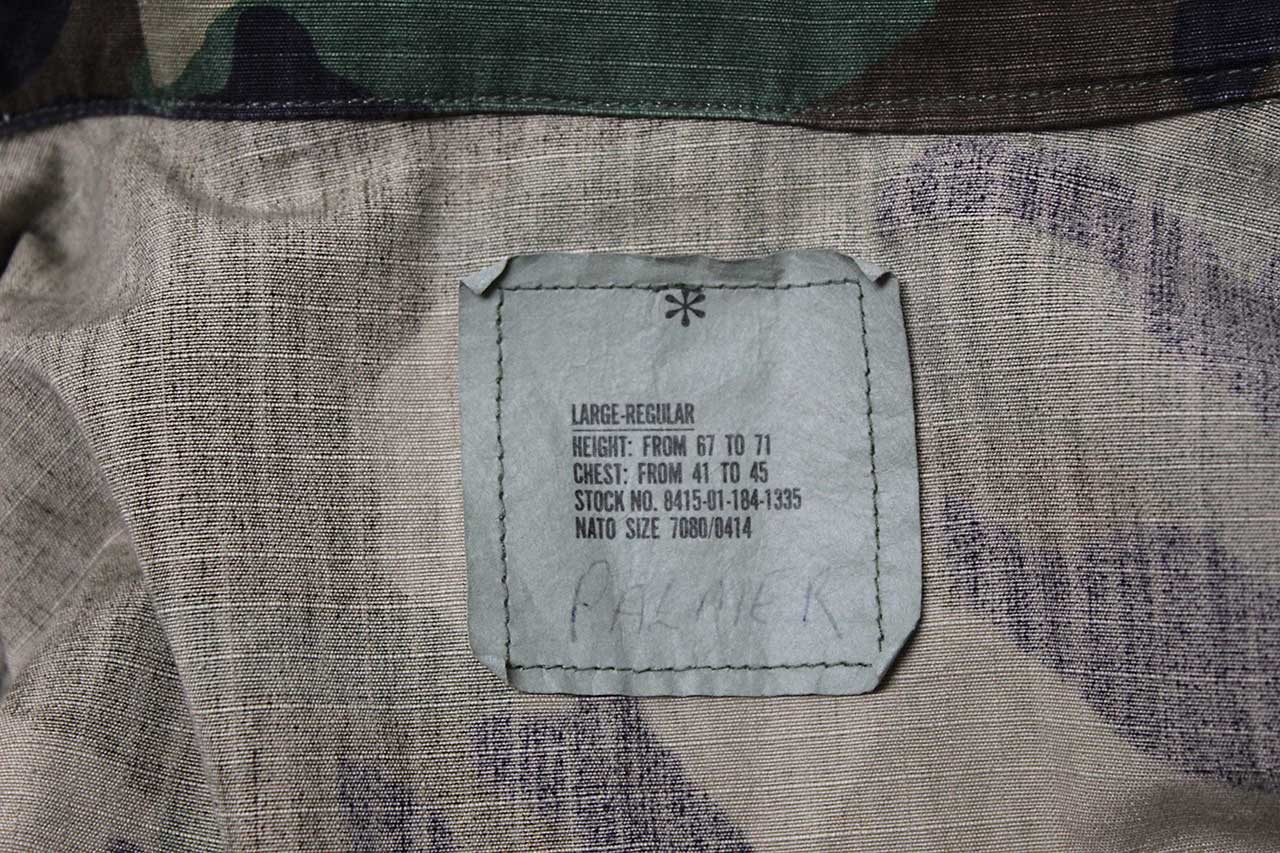 *
LARGE-REGULAR
HEIGHT: FROM 67 TO 71
CHEST: FROM 41 TO 45
STOCK NO. 8415-01-184-1335
NATO SIZE 7080/0414
PALMER